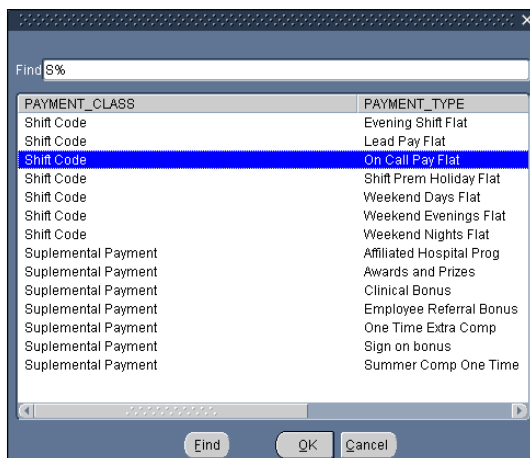 Find S%
PAYMENT_CLASS PAYMENT_TYPE
Shift Code Evening Shift Flat
Shift Code Lead Pay Flat
Shift Code On Call Pay Flat
Shift Code Shift Prem Holiday Flat
Shift Code Weekend Days Flat
Shift Code Weekend Evenings Flat
Shift Code Weekend Nights Flat
Suplemental Payment Affiliated Hospital Prog
Suplemental Payment Awards and Prizes
Suplemental Payment Clinical Bonus
Suplemental Payment Employee Referral Bonus
Suplemental Payment One Time Extra Comp
Suplemental Payment Sign on bonus
Suplemental Payment Summer Comp One Time
Find OK Cancel